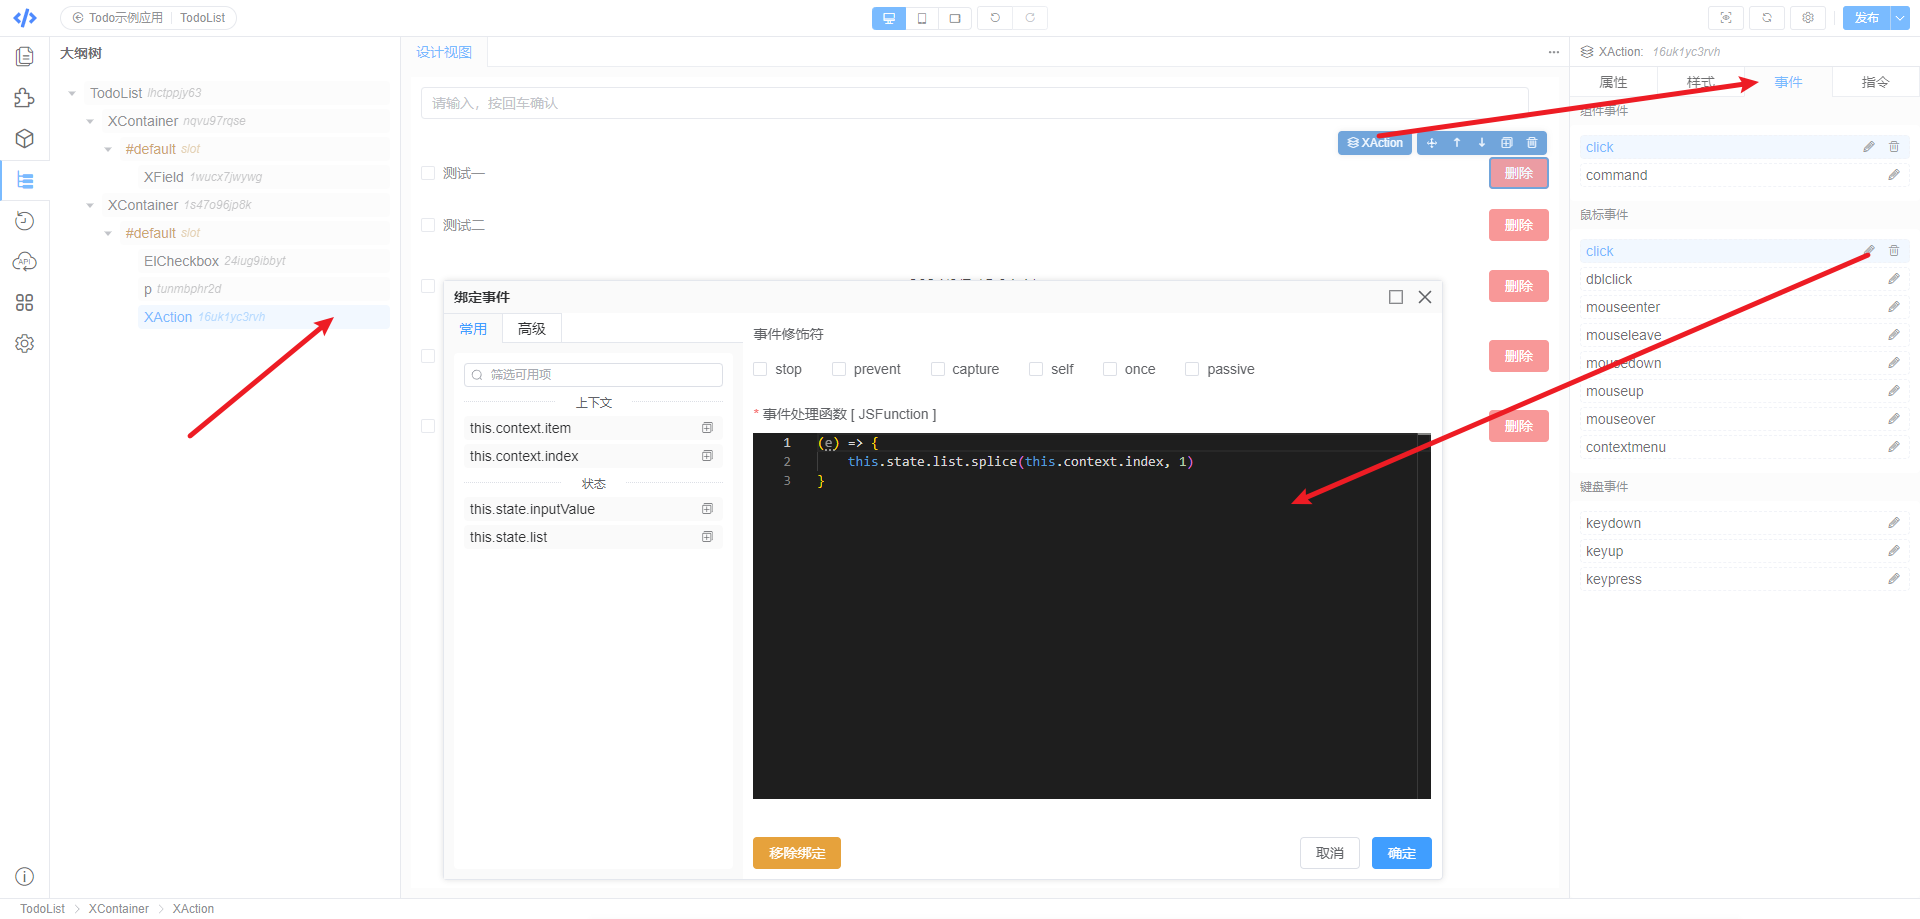 Todo示例应用
TodoList
发布
大纲树
TodoList lhctppjy63
XContainer nqvu97rqse
#default slot
XField 1wucx7jwywg
XContainer 1s47o96jp8k
#default slot
ElCheckbox 24iug9ibbyt
p tunmbphr2d
XAction 16uk1yc3rvh
API
设计视图
请输入，按回车确认
XAction
测试一
删除
测试二
删除
删除
删除
删除
绑定事件
常用
高级
筛选可用项
上下文
this.context.item
this.context.index
状态
this.state.inputValue
this.state.list
事件修饰符
stop
prevent
capture
self
once
passive
* 事件处理函数 [ JSFunction ]
1 (e) => {
2 this.state.list.splice(this.context.index, 1)
3 }
移除绑定
取消
确定
XAction: 16uk1yc3rvh
属性
样式
事件
指令
组件事件
click
command
鼠标事件
click
dblclick
mouseenter
mouseleave
mousedown
mouseup
mouseover
contextmenu
键盘事件
keydown
keyup
keypress
TodoList
XContainer
XAction